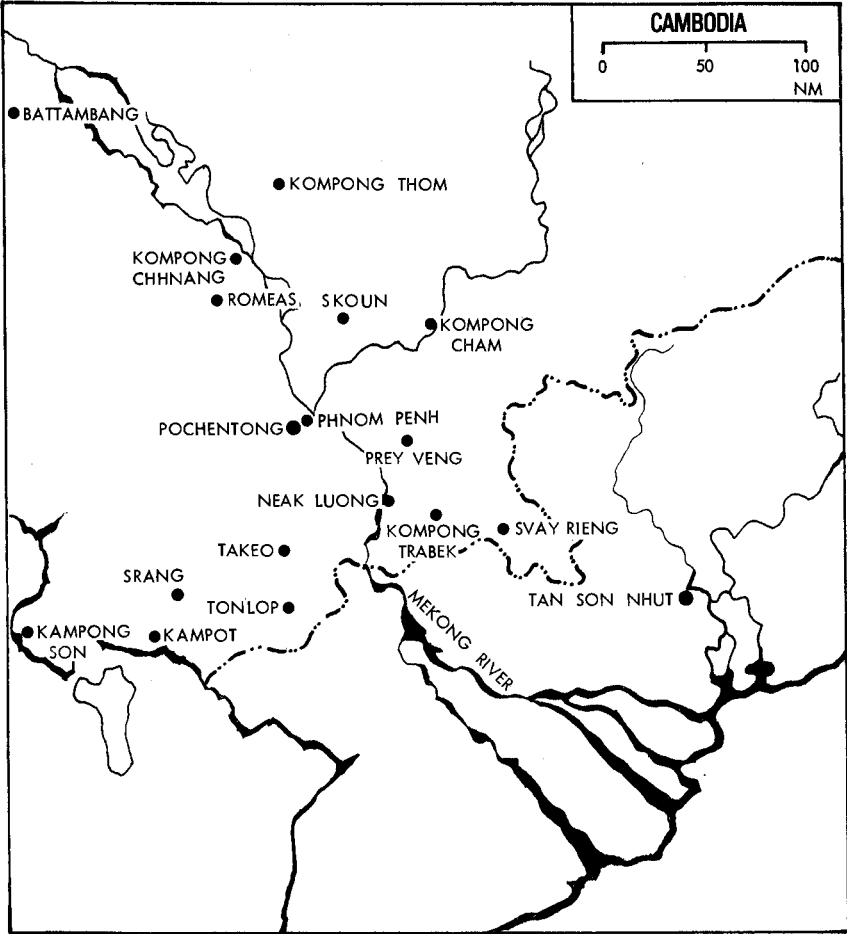 CAMBODIA
0 50 100
NM
BATTAMBANG
KOMPONG THOM
KOMPONG
CHHNANG
ROMEAS
SKOUN
KOMPONG
CHAM
PHNOM PENH
POCHENTONG
PREY VENG
NEAK LUONG
KOMPONG
TRABEK
SVAY RIENG
TAKEO
SRANG
TONLOP
TAN SON NHUT
KAMPONG
SON
KAMPOT
MEKONG RIVER